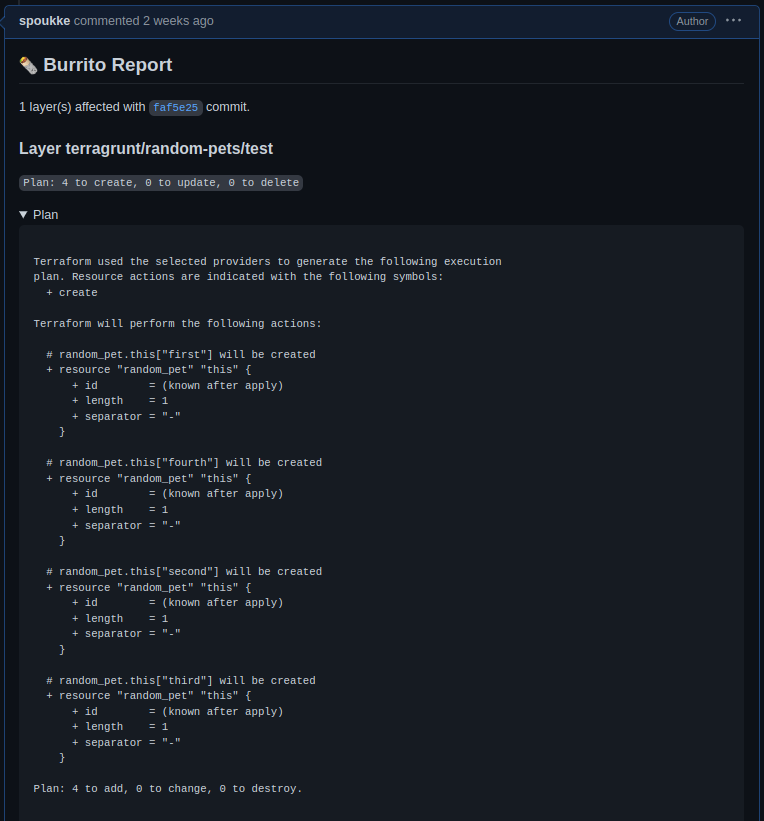 spoukke commented 2 weeks ago Author ···
🌯 Burrito Report
1 layer(s) affected with faf5e25 commit.
Layer terragrunt/random-pets/test
Plan: 4 to create, 0 to update, 0 to delete
▼ Plan
Terraform used the selected providers to generate the following execution
plan. Resource actions are indicated with the following symbols:
  + create
Terraform will perform the following actions:
  # random_pet.this["first"] will be created
  + resource "random_pet" "this" {
      + id        = (known after apply)
      + length    = 1
      + separator = "-"
    }
  # random_pet.this["fourth"] will be created
  + resource "random_pet" "this" {
      + id        = (known after apply)
      + length    = 1
      + separator = "-"
    }
  # random_pet.this["second"] will be created
  + resource "random_pet" "this" {
      + id        = (known after apply)
      + length    = 1
      + separator = "-"
    }
  # random_pet.this["third"] will be created
  + resource "random_pet" "this" {
      + id        = (known after apply)
      + length    = 1
      + separator = "-"
    }
Plan: 4 to add, 0 to change, 0 to destroy.